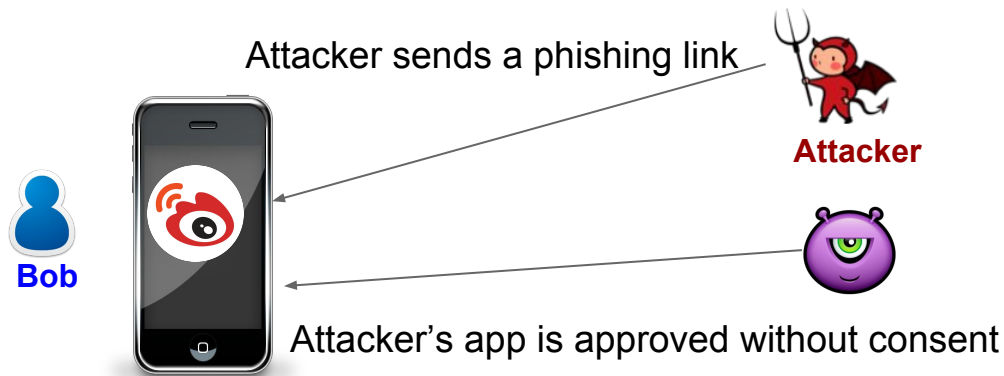 Attacker sends a phishing link
Attacker
Bob
Attacker’s app is approved without consent